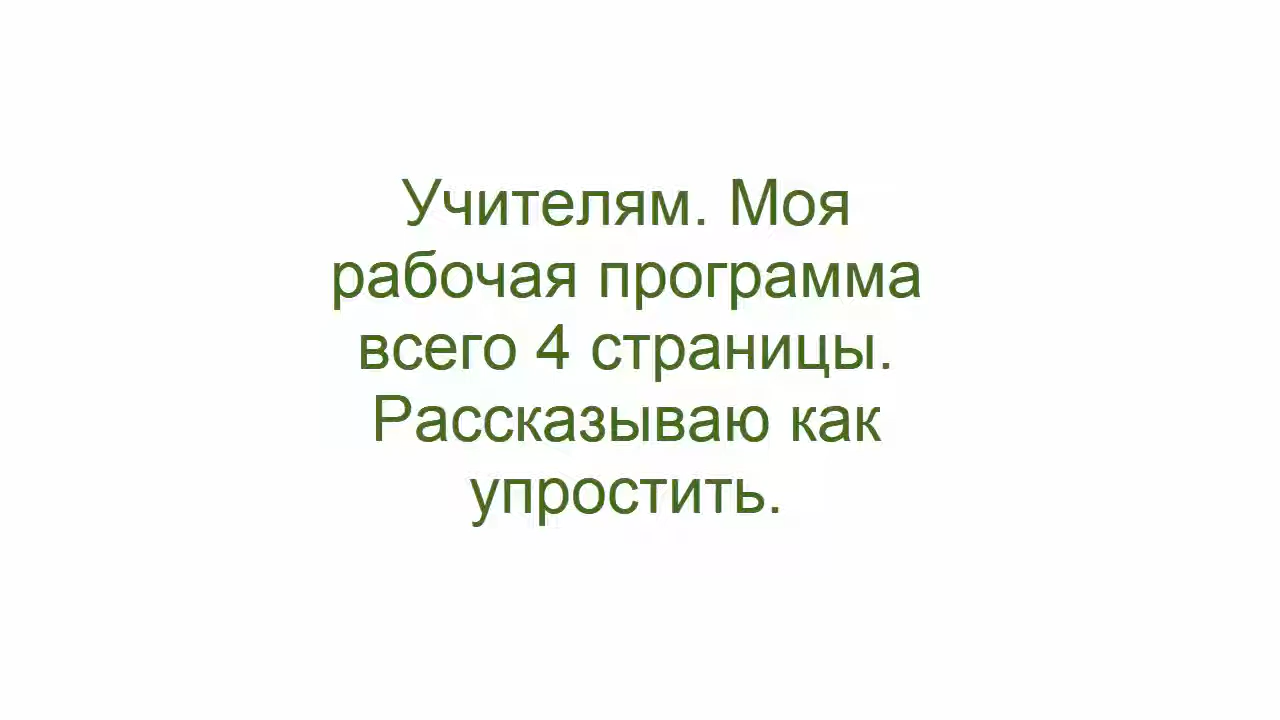 Учителям. Моя
рабочая программа
всего 4 страницы.
Рассказываю как
упростить.